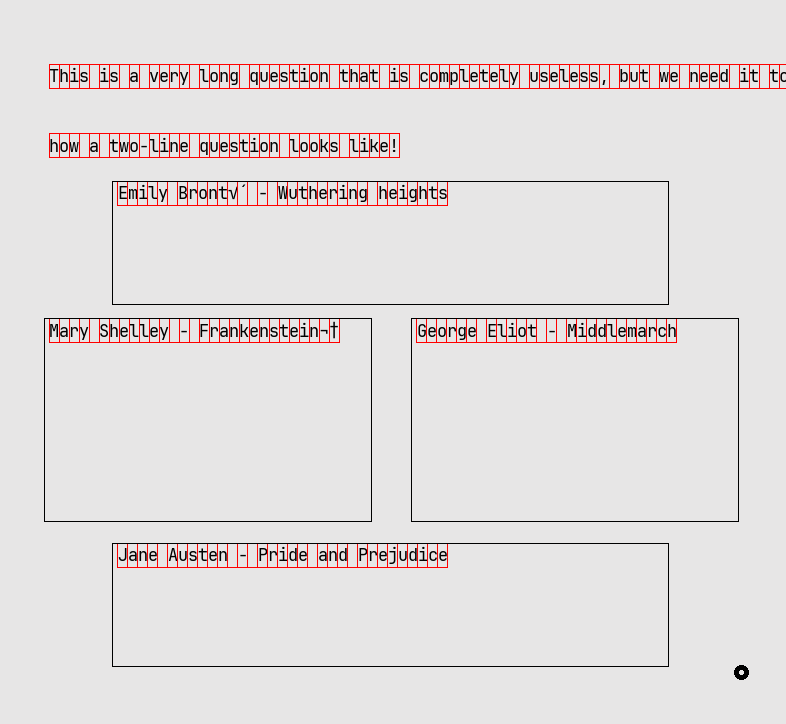 This is a very long question that is completely useless, but we need it to
how a two-line question looks like!
Emily Bront√´ - Wuthering heights
Mary Shelley - Frankenstein¬†
George Eliot - Middlemarch
Jane Austen - Pride and Prejudice